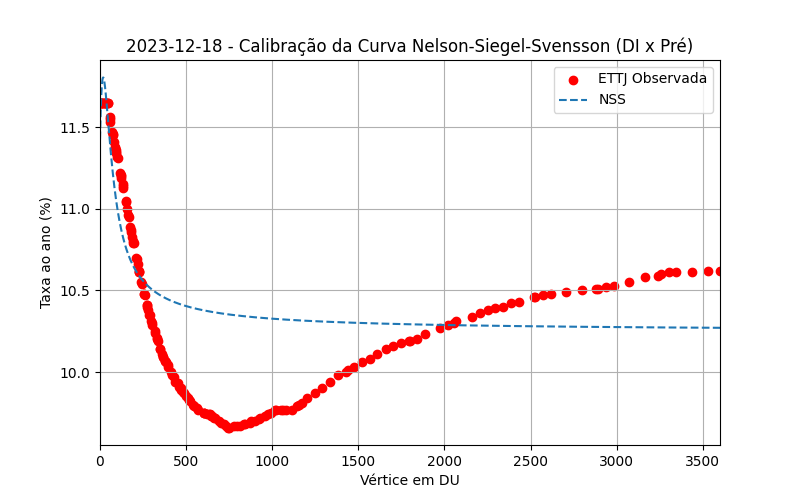 2023-12-18 - Calibração da Curva Nelson-Siegel-Svensson (DI x Pré)
ETTJ Observada
NSS
Taxa ao ano (%)
11.5
11.0
10.5
10.0
0 500 1000 1500 2000 2500 3000 3500
Vértice em DU